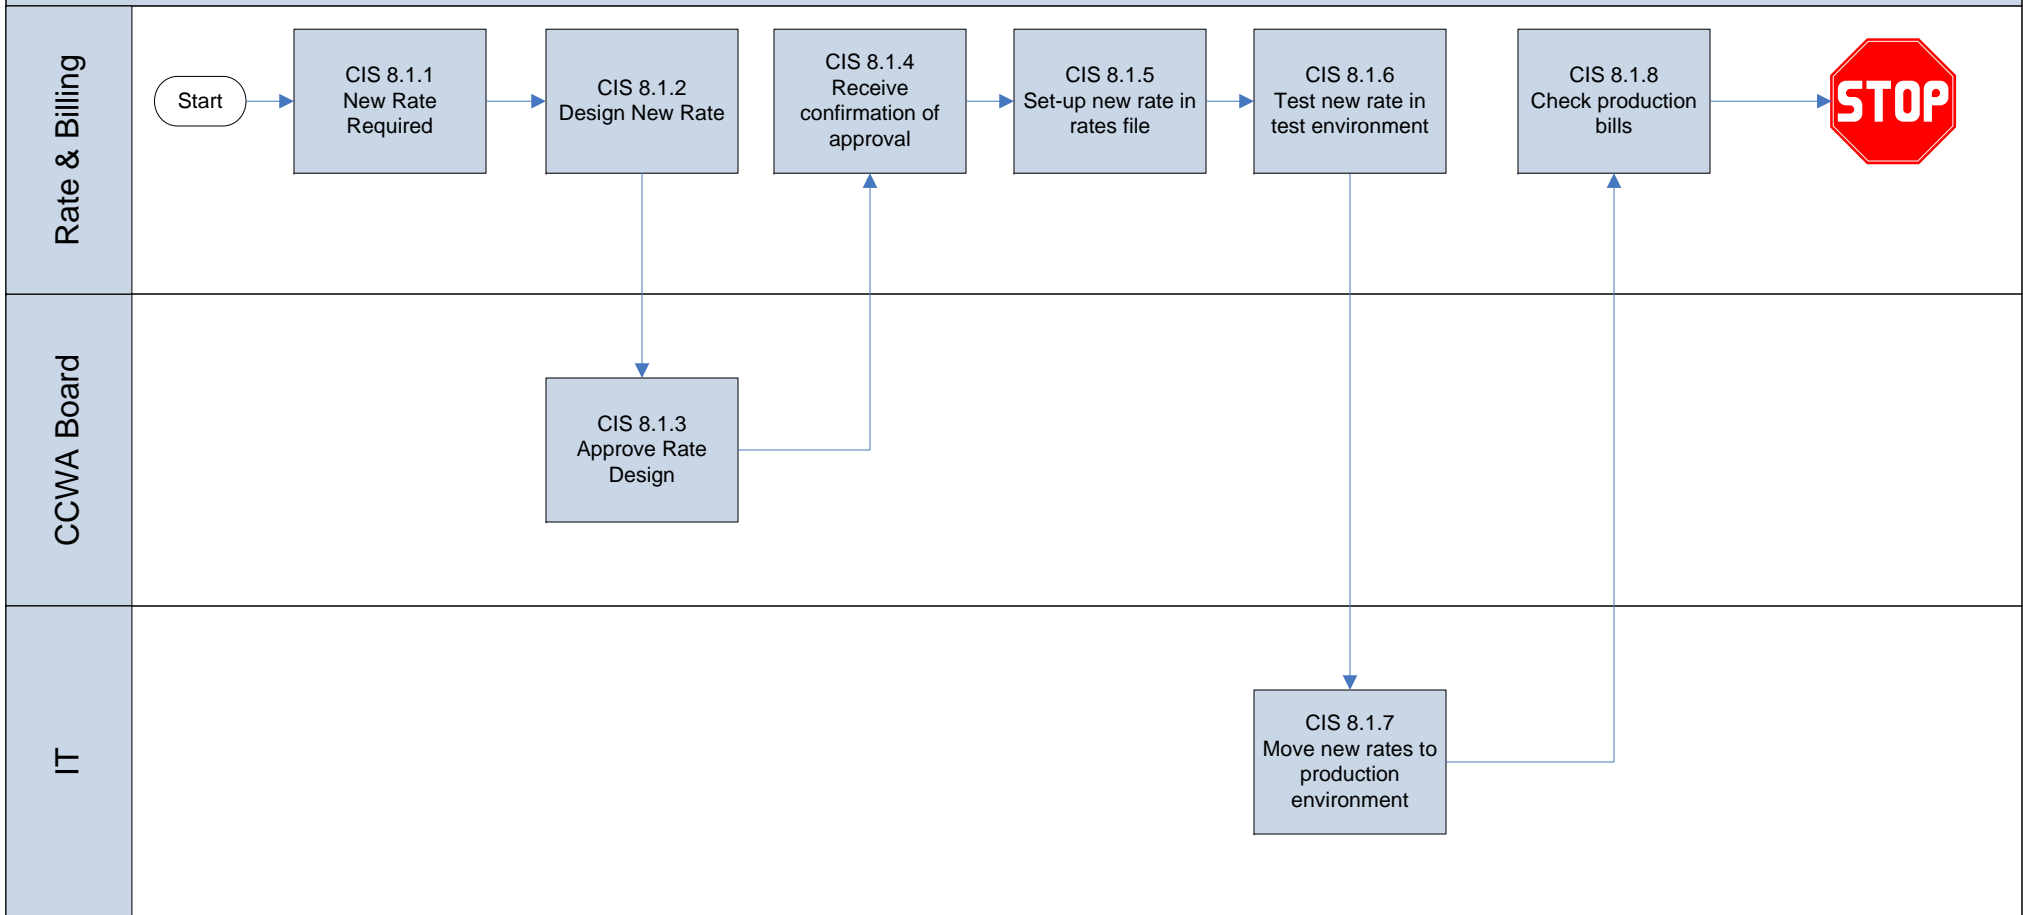 Rate & Billing
Start
CIS 8.1.1
New Rate
Required
CIS 8.1.2
Design New Rate
CIS 8.1.4
Receive
confirmation of
approval
CIS 8.1.5
Set-up new rate in
rates file
CIS 8.1.6
Test new rate in
test environment
CIS 8.1.8
Check production
bills
STOP
CCWA Board
CIS 8.1.3
Approve Rate
Design
IT
CIS 8.1.7
Move new rates to
production
environment